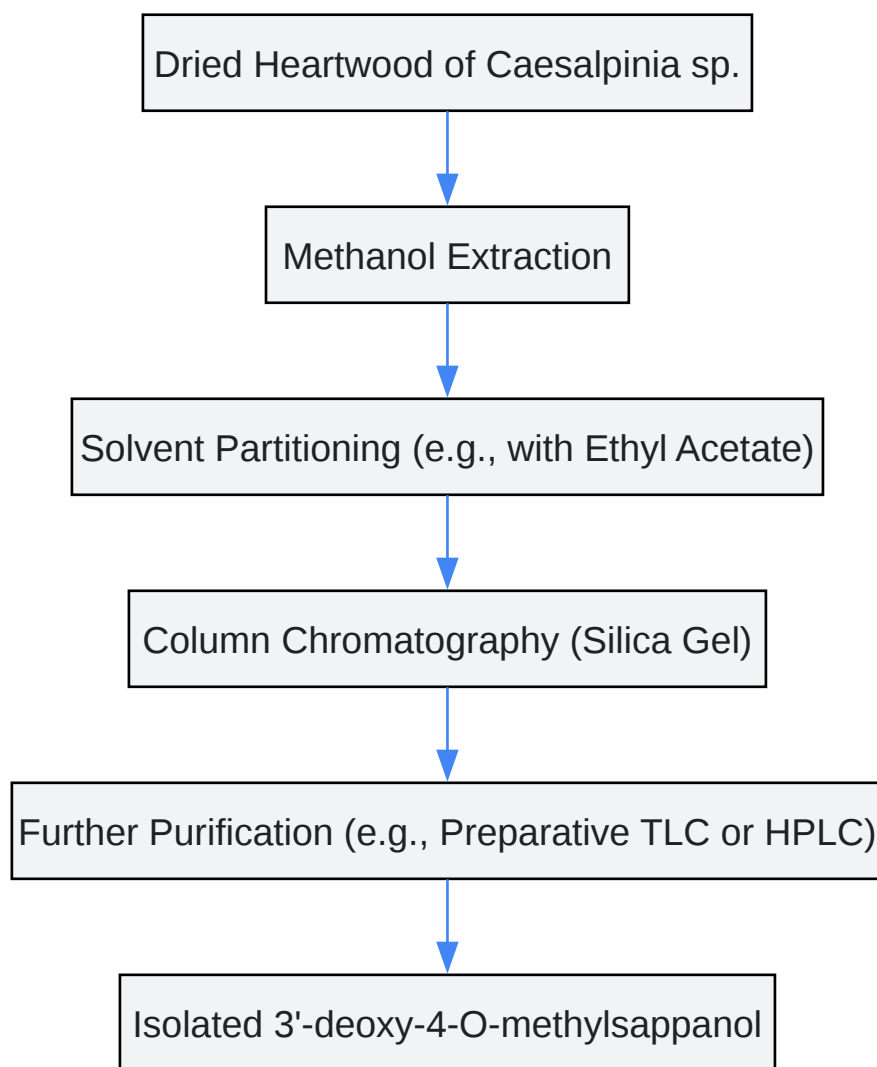 Dried Heartwood of Caesalpinia sp.
Methanol Extraction
Solvent Partitioning (e.g., with Ethyl Acetate)
Column Chromatography (Silica Gel)
Further Purification (e.g., Preparative TLC or HPLC)
Isolated 3'-deoxy-4-O-methylsappanol